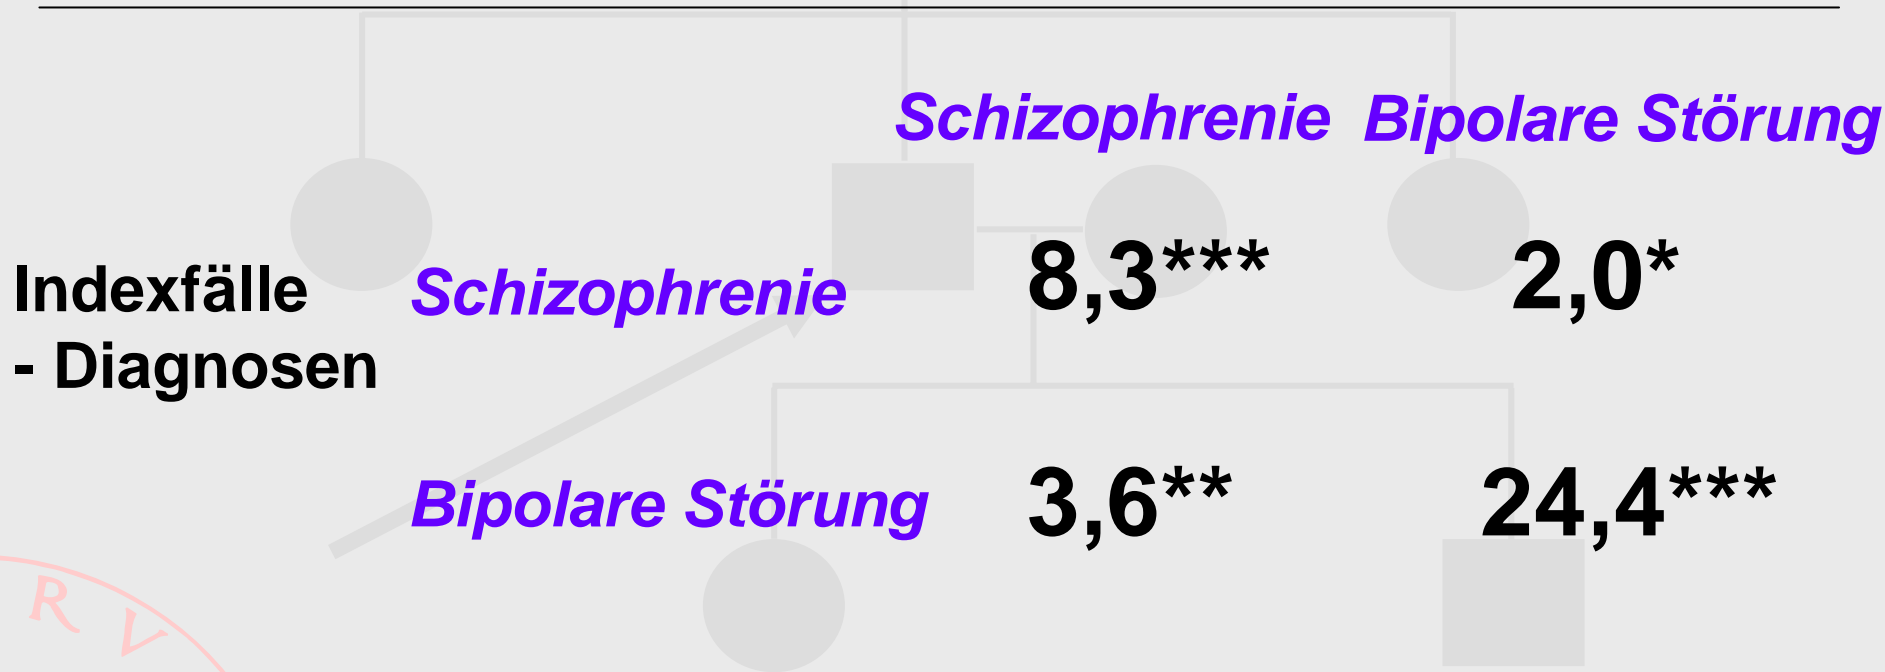 Schizophrenie Bipolare Störung
Indexfälle Schizophrenie 8,3*** 2,0*
- Diagnosen
Bipolare Störung 3,6** 24,4***
R V